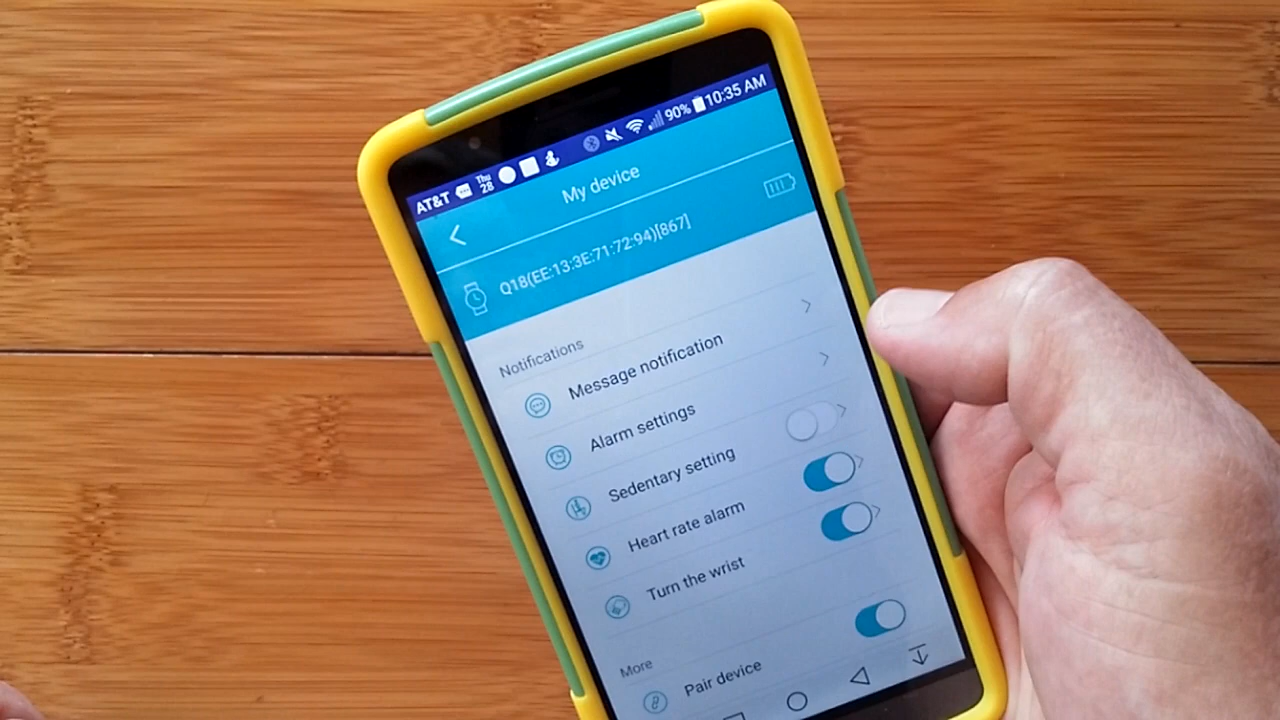 AT&T Thu 28 90% 10:35 AM
My device
Q18(EE:13:3E:71:72:94)[867]
Notifications
Message notification
Alarm settings
Sedentary setting
Heart rate alarm
Turn the wrist
More
Pair device